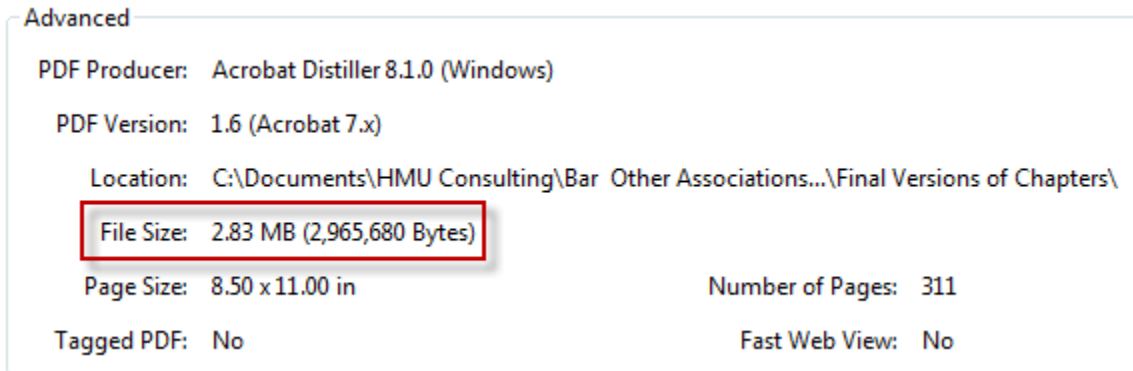 Advanced
PDF Producer: Acrobat Distiller 8.1.0 (Windows)
PDF Version: 1.6 (Acrobat 7.x)
Location: C:\Documents\HMU Consulting\Bar  Other Associations...\Final Versions of Chapters\
File Size: 2.83 MB (2,965,680 Bytes)
Page Size: 8.50 x 11.00 in Number of Pages: 311
Tagged PDF: No Fast Web View: No